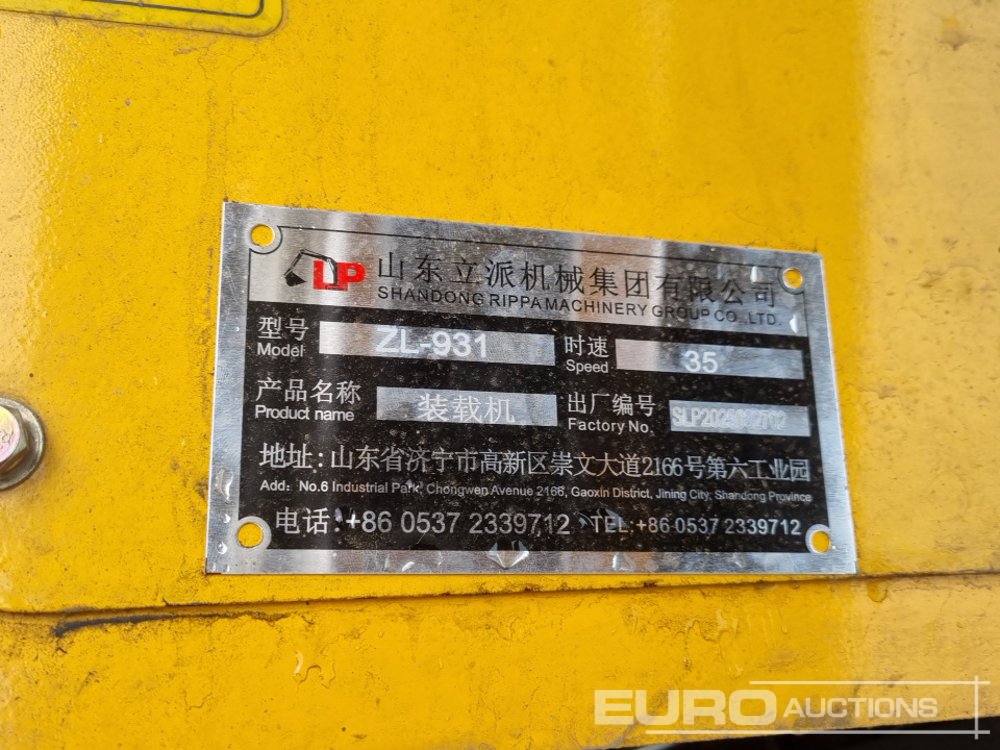 LP 山东立派机械集团有限公司
SHANDONG RIPPA MACHINERY GROUP CO.,LTD.
型号 Model ZL-931 时速 Speed 35
产品名称 Product name 装载机 出厂编号 Factory No.
地址:山东省济宁市高新区崇文大道2166号第六工业园
Add: No.6 Industrial Park, Chongwen Avenue 2166, Gaoxin District, Jining City, Shandong Province
电话:+86 0537 2339712 TEL:+86 0537 2339712
EURO AUCTIONS